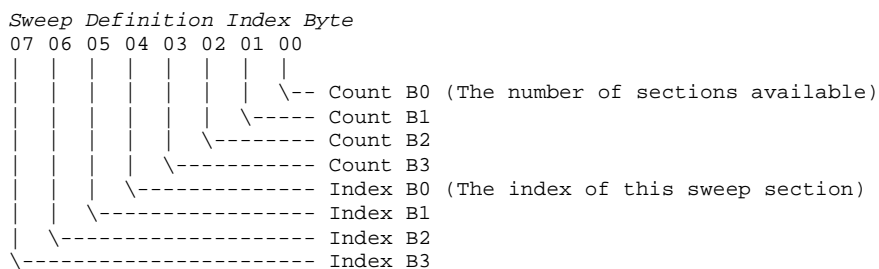 Sweep Definition Index Byte
07 06 05 04 03 02 01 00
|  |  |  |  |  |  |  |
|  |  |  |  |  |  |  \-- Count B0 (The number of sections available)
|  |  |  |  |  |  \----- Count B1
|  |  |  |  |  \-------- Count B2
|  |  |  |  \----------- Count B3
|  |  |  \-------------- Index B0 (The index of this sweep section)
|  |  \----------------- Index B1
|  \-------------------- Index B2
\----------------------- Index B3